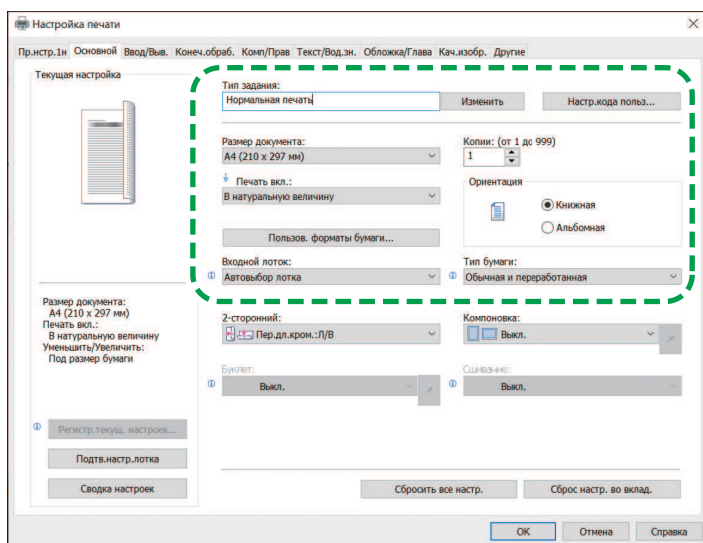 Настройка печати
Пр.нстр.1н Основной Ввод/Выв. Конеч.обраб. Комп/Прав Текст/Вод.зн. Обложка/Глава Кач.изобр. Другие
Текущая настройка
Тип задания:
Нормальная печать
Изменить
Настр.кода польз...
Размер документа:
A4 (210 x 297 мм)
Копии: (от 1 до 999)
1
Печать вкл.:
В натуральную величину
Ориентация
Книжная
Альбомная
Пользов. форматы бумаги...
Входной лоток:
Автовыбор лотка
Тип бумаги:
Обычная и переработанная
Размер документа:
A4 (210 x 297 мм)
Печать вкл.:
В натуральную величину
Уменьшить/Увеличить:
Под размер бумаги
2-сторонний:
Пер.дл.кром.:Л/В
Компоновка:
Выкл.
Буклет:
Выкл.
Сшивание:
Выкл.
Регистр.текущ. настроек...
Подтв.настр.лотка
Сводка настроек
Сбросить все настр.
Сброс настр. во вклад.
OK
Отмена
Справка